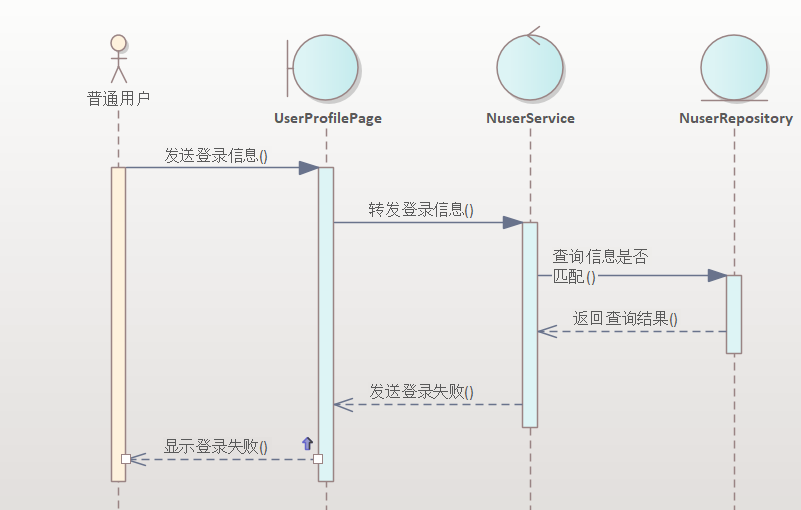 普通用户
UserProfilePage
NuserService
NuserRepository
发送登录信息()
转发登录信息()
查询信息是否
匹配()
返回查询结果()
发送登录失败()
显示登录失败()